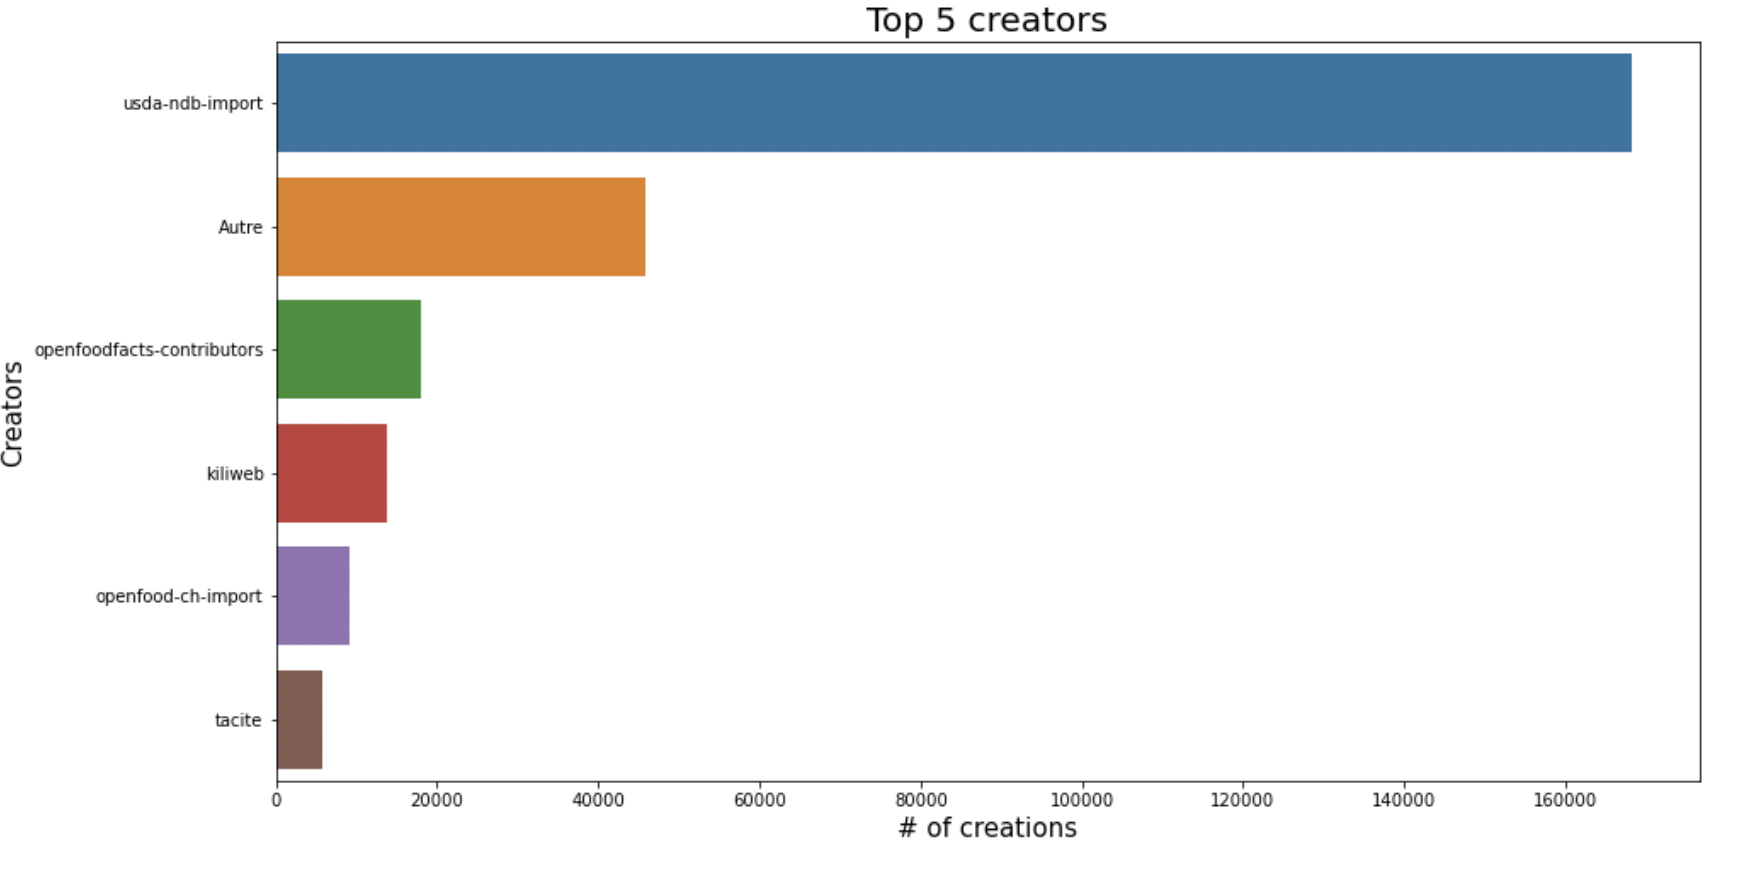 Top 5 creators
Creators
usda-ndb-import
Autre
openfoodfacts-contributors
kiliweb
openfood-ch-import
tacite
0 20000 40000 60000 80000 100000 120000 140000 160000
# of creations